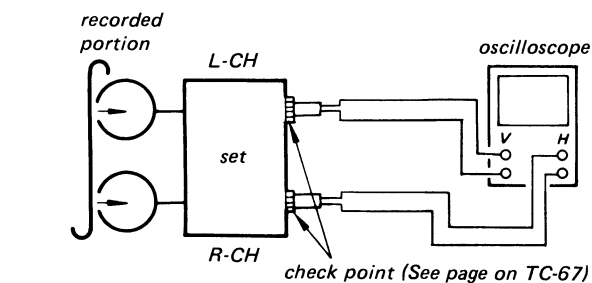 recorded
portion
L-CH
oscilloscope
V
H
set
R-CH
check point (See page on TC-67)